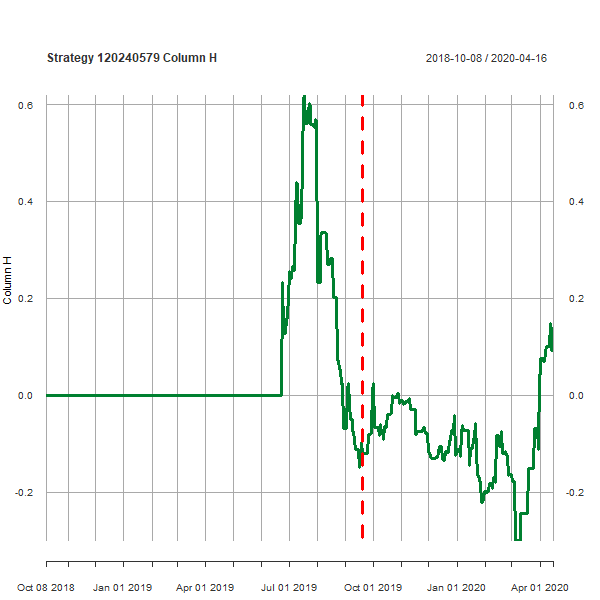 Strategy 120240579 Column H
2018-10-08 / 2020-04-16
0.6
0.6
0.4
0.4
Column H
0.2
0.2
0.0
0.0
-0.2
-0.2
Oct 08 2018
Jan 01 2019
Apr 01 2019
Jul 01 2019
Oct 01 2019
Jan 01 2020
Apr 01 2020